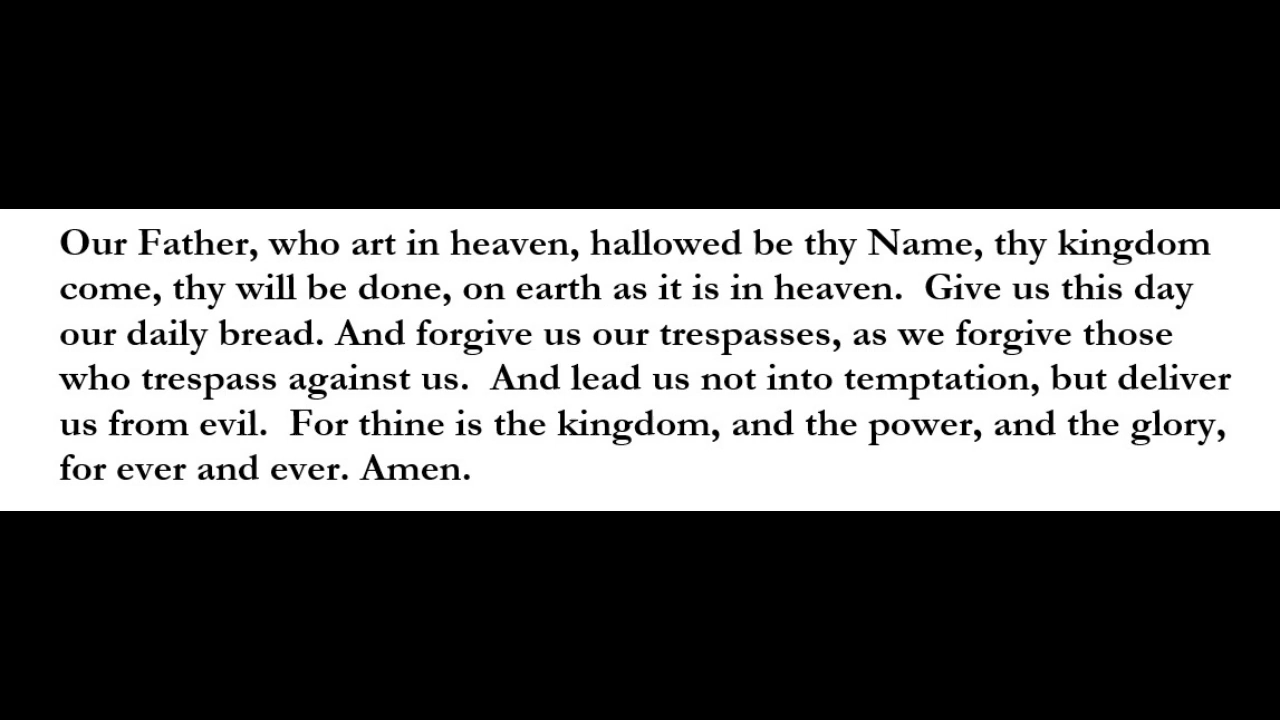 Our Father, who art in heaven, hallowed be thy Name, thy kingdom
come, thy will be done, on earth as it is in heaven.  Give us this day
our daily bread. And forgive us our trespasses, as we forgive those
who trespass against us.  And lead us not into temptation, but deliver
us from evil.  For thine is the kingdom, and the power, and the glory,
for ever and ever. Amen.